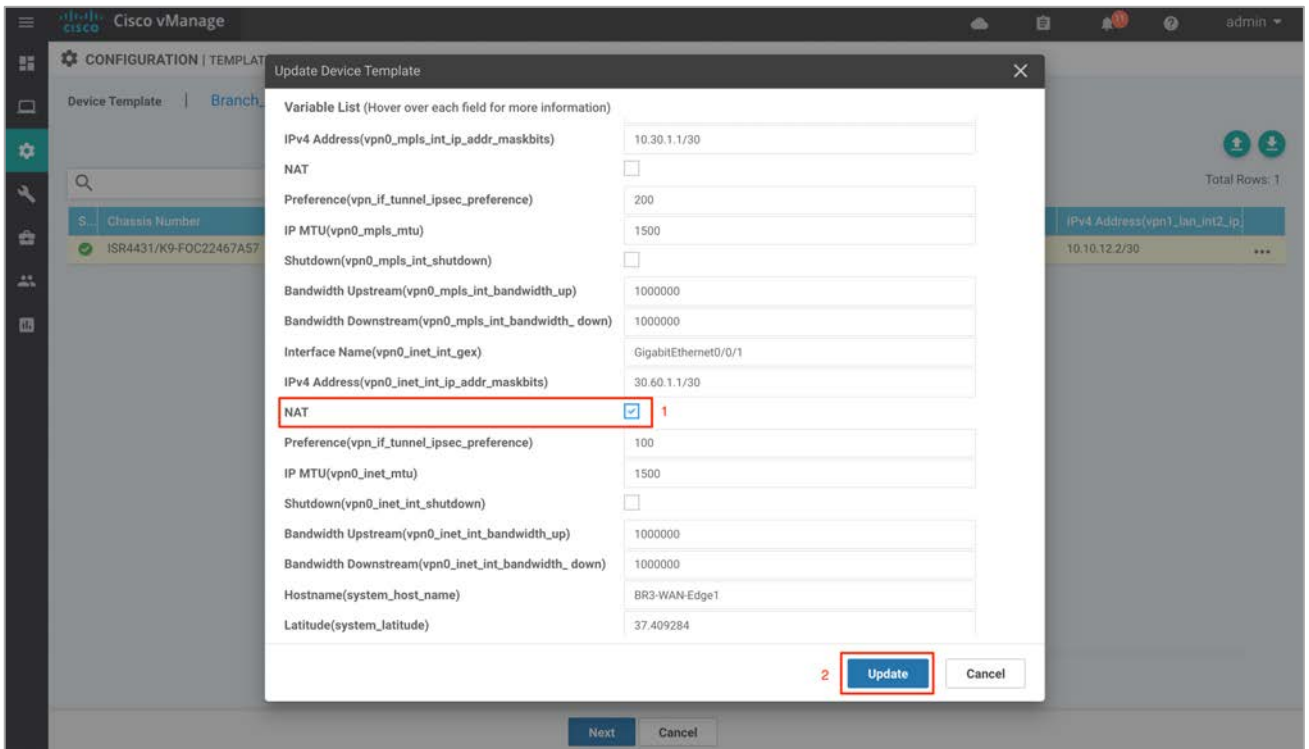 cisco Cisco vManage 11 admin
CONFIGURATION | TEMPLAT
Device Template | Branch_
Total Rows: 1
S... Chassis Number IPv4 Address(vpn1_lan_int2_ip_
ISR4431/K9-FOC22467A57 10.10.12.2/30
Update Device Template
Variable List (Hover over each field for more information)
IPv4 Address(vpn0_mpls_int_ip_addr_maskbits) 10.30.1.1/30
NAT
Preference(vpn_if_tunnel_ipsec_preference) 200
IP MTU(vpn0_mpls_mtu) 1500
Shutdown(vpn0_mpls_int_shutdown)
Bandwidth Upstream(vpn0_mpls_int_bandwidth_up) 1000000
Bandwidth Downstream(vpn0_mpls_int_bandwidth_ down) 1000000
Interface Name(vpn0_inet_int_gex) GigabitEthernet0/0/1
IPv4 Address(vpn0_inet_int_ip_addr_maskbits) 30.60.1.1/30
NAT 1
Preference(vpn_if_tunnel_ipsec_preference) 100
IP MTU(vpn0_inet_mtu) 1500
Shutdown(vpn0_inet_int_shutdown)
Bandwidth Upstream(vpn0_inet_int_bandwidth_up) 1000000
Bandwidth Downstream(vpn0_inet_int_bandwidth_ down) 1000000
Hostname(system_host_name) BR3-WAN-Edge1
Latitude(system_latitude) 37.409284
2 Update Cancel
Next Cancel